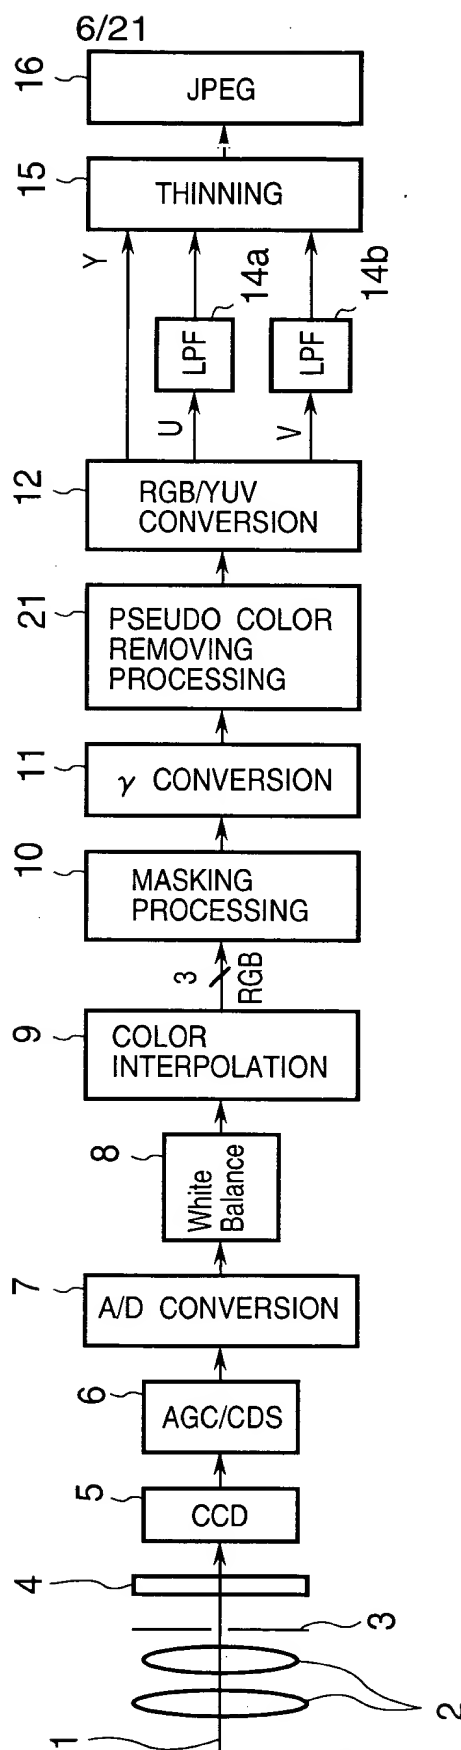 6/21
16
JPEG
15
THINNING
Y
14a
LPF
14b
LPF
U
V
12
RGB/YUV
CONVERSION
21
PSEUDO COLOR
REMOVING
PROCESSING
11
γ CONVERSION
10
MASKING
PROCESSING
3
RGB
9
COLOR
INTERPOLATION
8
White
Balance
7
A/D CONVERSION
6
AGC/CDS
5
CCD
4
3
2
1